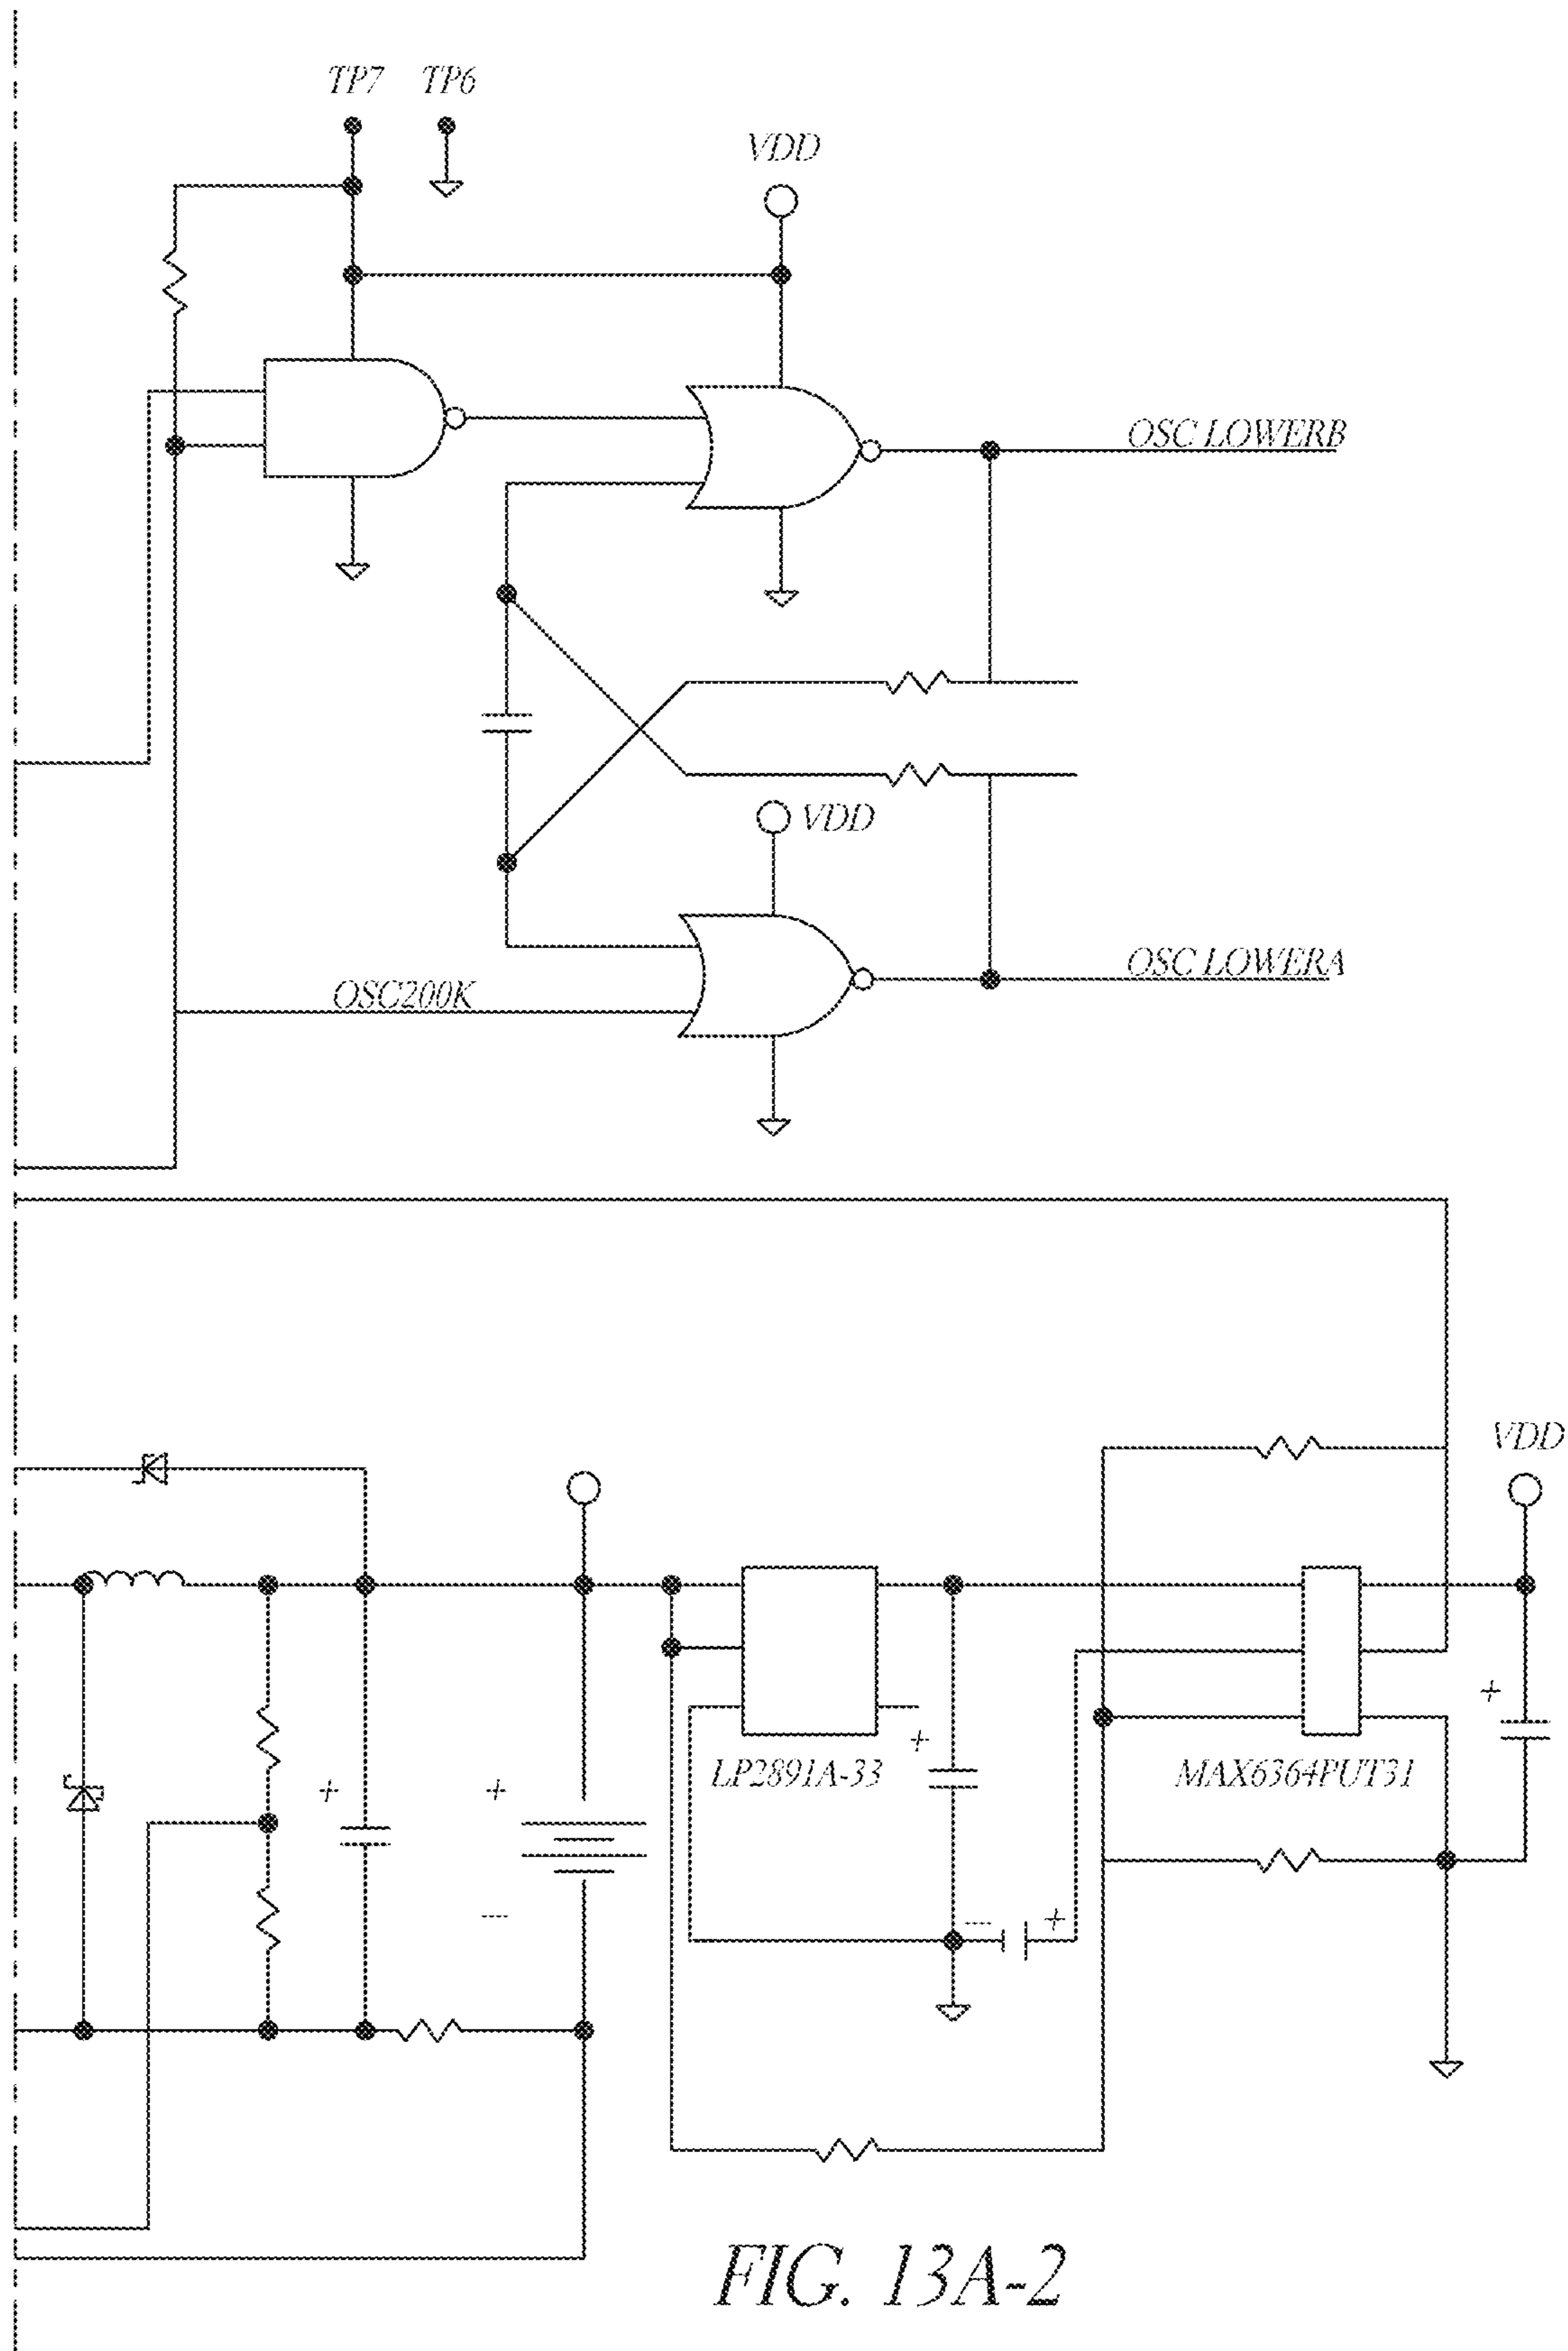 TP7 TP6
VDD
OSC LOWERB
VDD
OSC LOWERA
OSC200K
VDD
+
+
+
+
LP2891A-33
MAX6364PUT31
-
-
+
FIG. 13A-2